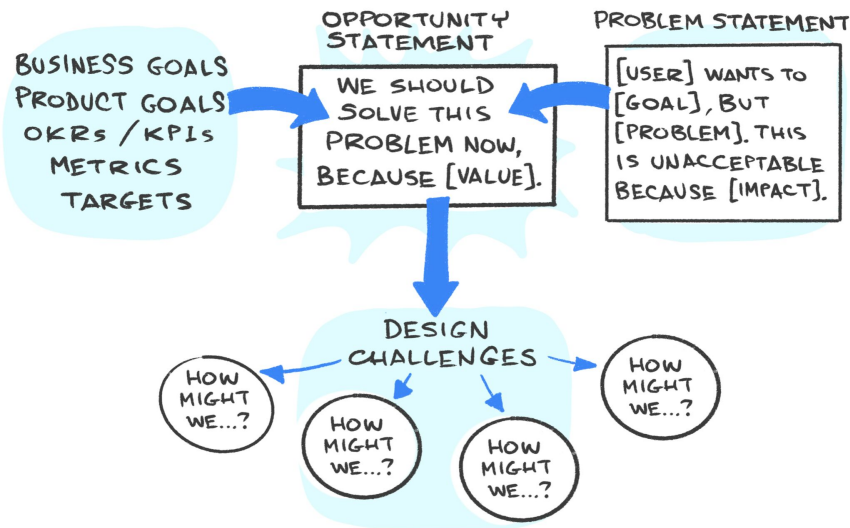 BUSINESS GOALS
PRODUCT GOALS
OKRs / KPIs
METRICS
TARGETS
OPPORTUNITY
STATEMENT
WE SHOULD
SOLVE THIS
PROBLEM NOW,
BECAUSE [VALUE].
PROBLEM STATEMENT
[USER] WANTS TO
[GOAL], BUT
[PROBLEM]. THIS
IS UNACCEPTABLE
BECAUSE [IMPACT].
DESIGN
CHALLENGES
HOW
MIGHT
WE...?
HOW
MIGHT
WE...?
HOW
MIGHT
WE...?
HOW
MIGHT
WE...?